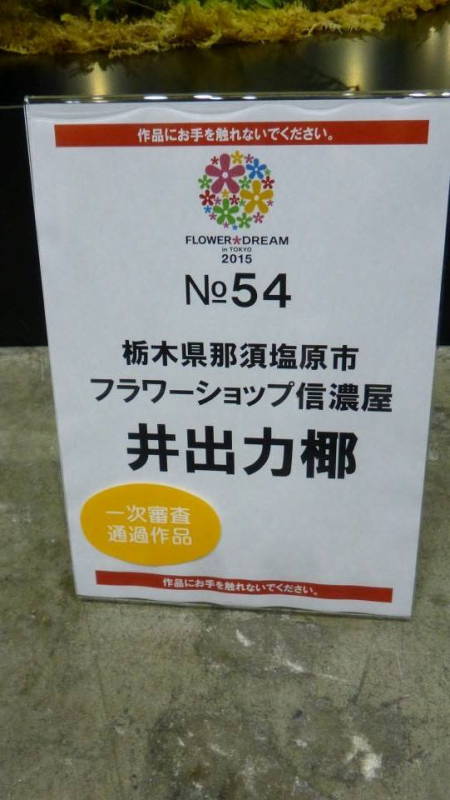 作品にお手を触れないでください。
FLOWER★DREAM
in TOKYO
2015
№54
栃木県那須塩原市
フラワーショップ信濃屋
井出力椰
一次審査
通過作品
作品にお手を触れないでください。